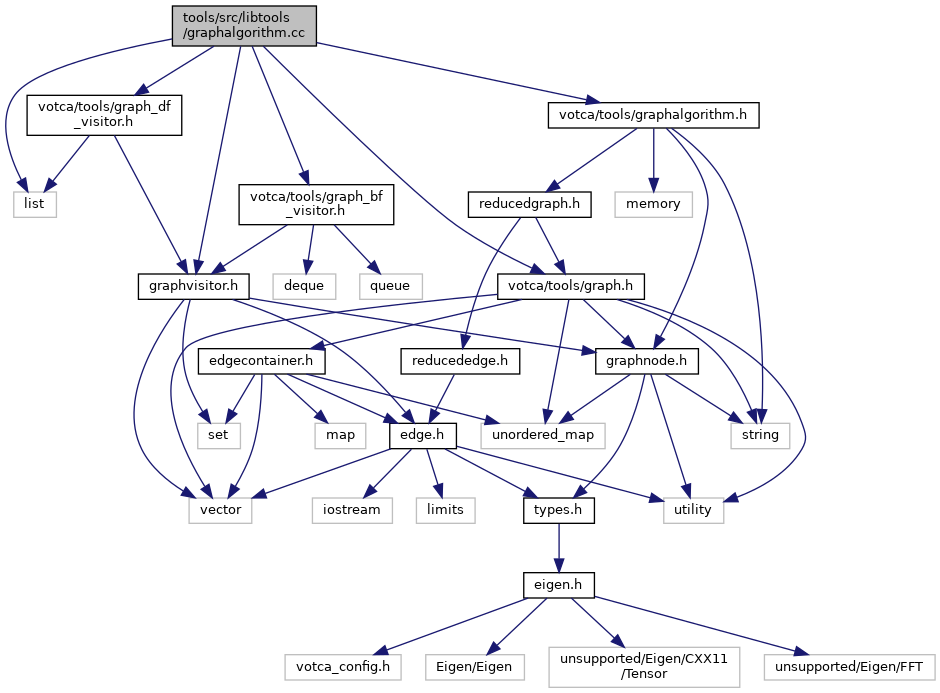 tools/src/libtools
/graphalgorithm.cc
votca/tools/graph_df
_visitor.h
votca/tools/graphalgorithm.h
list
votca/tools/graph_bf
_visitor.h
reducedgraph.h
memory
graphvisitor.h
deque
queue
votca/tools/graph.h
edgecontainer.h
reducededge.h
graphnode.h
set
map
edge.h
unordered_map
string
vector
iostream
limits
types.h
utility
eigen.h
votca_config.h
Eigen/Eigen
unsupported/Eigen/CXX11
/Tensor
unsupported/Eigen/FFT